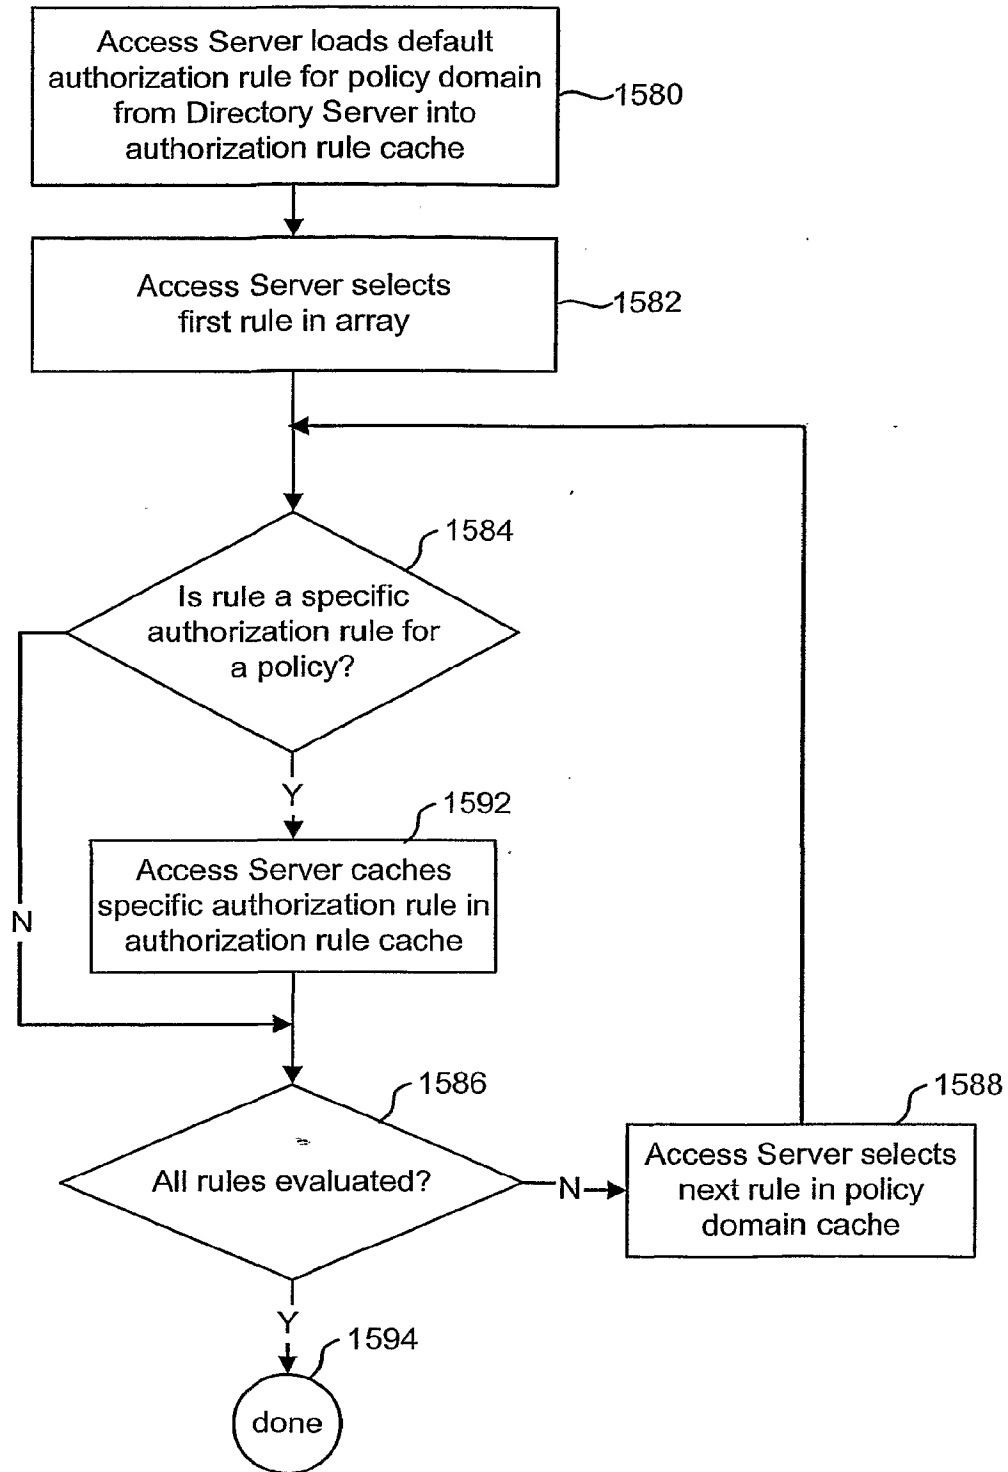 Access Server loads default
authorization rule for policy domain
from Directory Server into
authorization rule cache
1580
Access Server selects
first rule in array
1582
1584
Is rule a specific
authorization rule for
a policy?
Y
1592
Access Server caches
specific authorization rule in
authorization rule cache
N
1586
All rules evaluated?
N
1588
Access Server selects
next rule in policy
domain cache
Y
1594
done